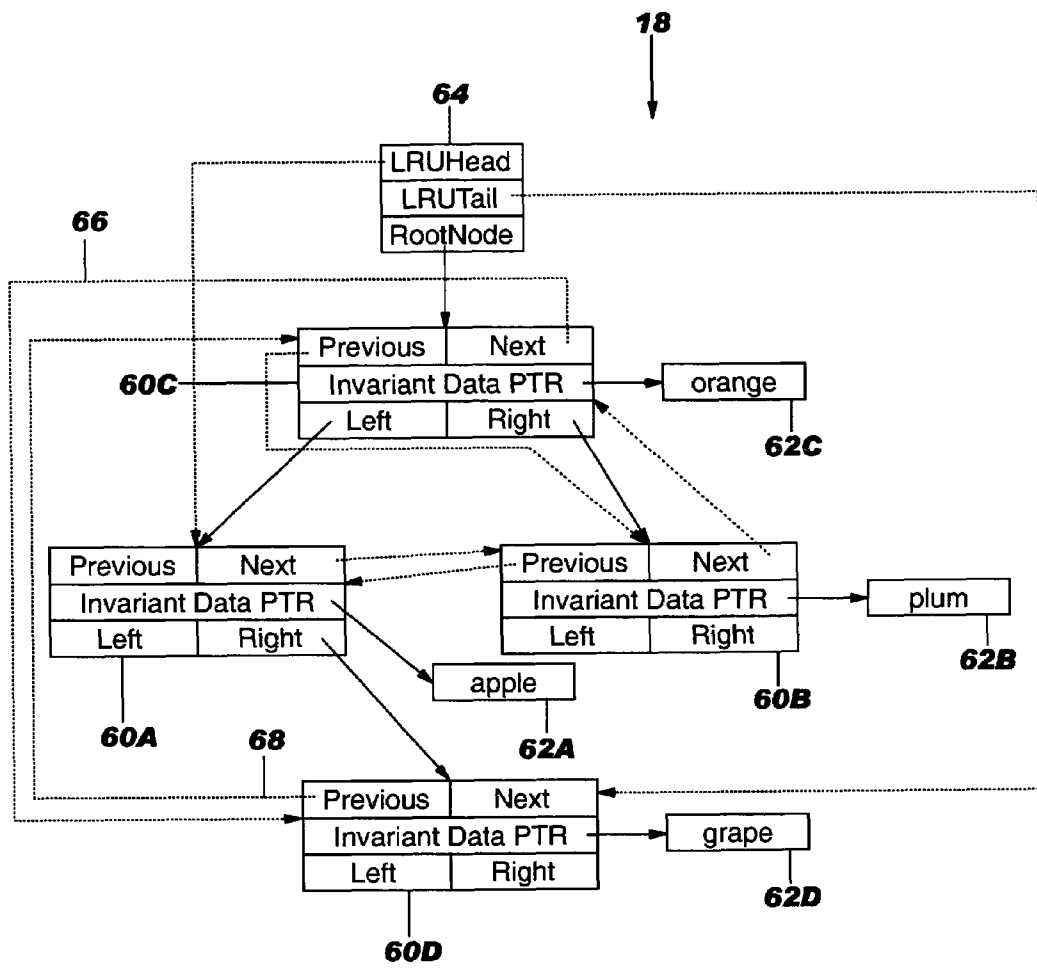 18
64
LRUHead
LRUTail
RootNode
66
Previous Next
60C Invariant Data PTR orange
Left Right
62C
Previous Next
Invariant Data PTR
Left Right
60A
Previous Next
Invariant Data PTR plum
Left Right
62B
60B
apple
62A
68
Previous Next
Invariant Data PTR grape
Left Right
62D
60D